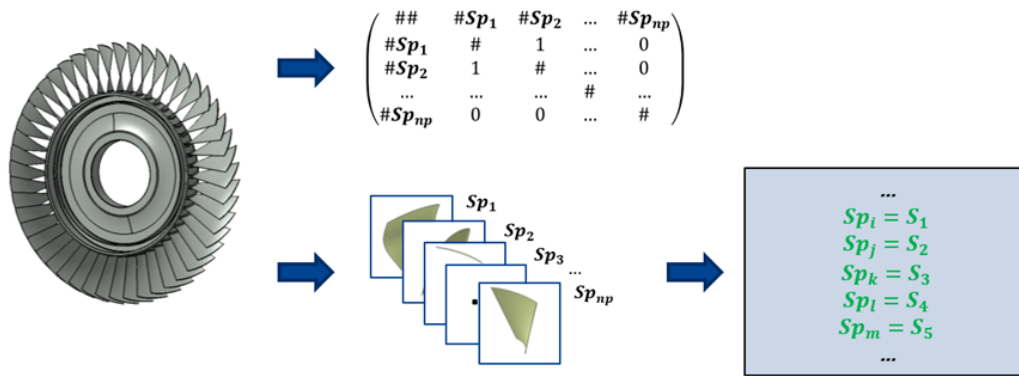 ## #Sp₁ #Sp₂ ... #Spₙₚ
#Sp₁ # 1 ... 0
#Sp₂ 1 # ... 0
... ... ... # ...
#Spₙₚ 0 0 ... #
Sp₁
Sp₂
Sp₃
...
Spₙₚ
...
Spᵢ = S₁
Spⱼ = S₂
Spₖ = S₃
Spₗ = S₄
Spₘ = S₅
...